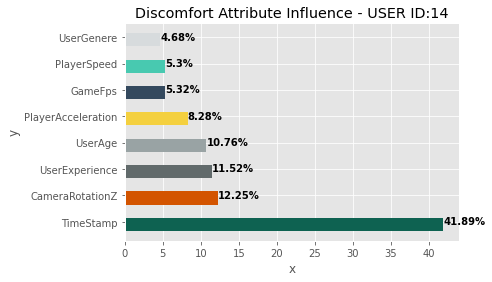 Discomfort Attribute Influence - USER ID:14
UserGenere
4.68%
PlayerSpeed
5.3%
GameFps
5.32%
PlayerAcceleration
8.28%
UserAge
10.76%
UserExperience
11.52%
CameraRotationZ
12.25%
TimeStamp
41.89%
y
0 5 10 15 20 25 30 35 40
x